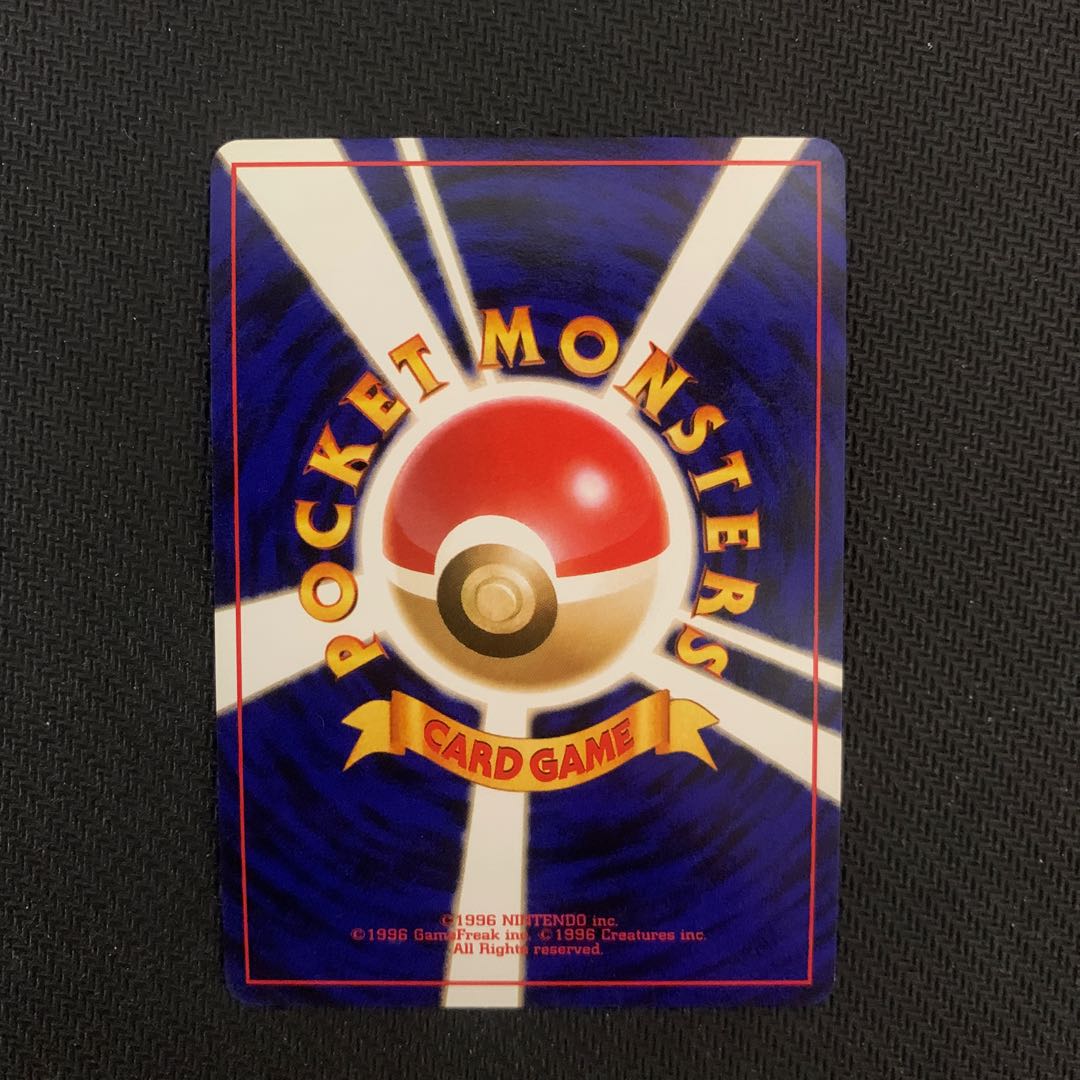 POCKET MONSTERS
CARD GAME
©1996 NINTENDO inc.
©1996 GameFreak inc. ©1996 Creatures inc.
All Rights reserved.